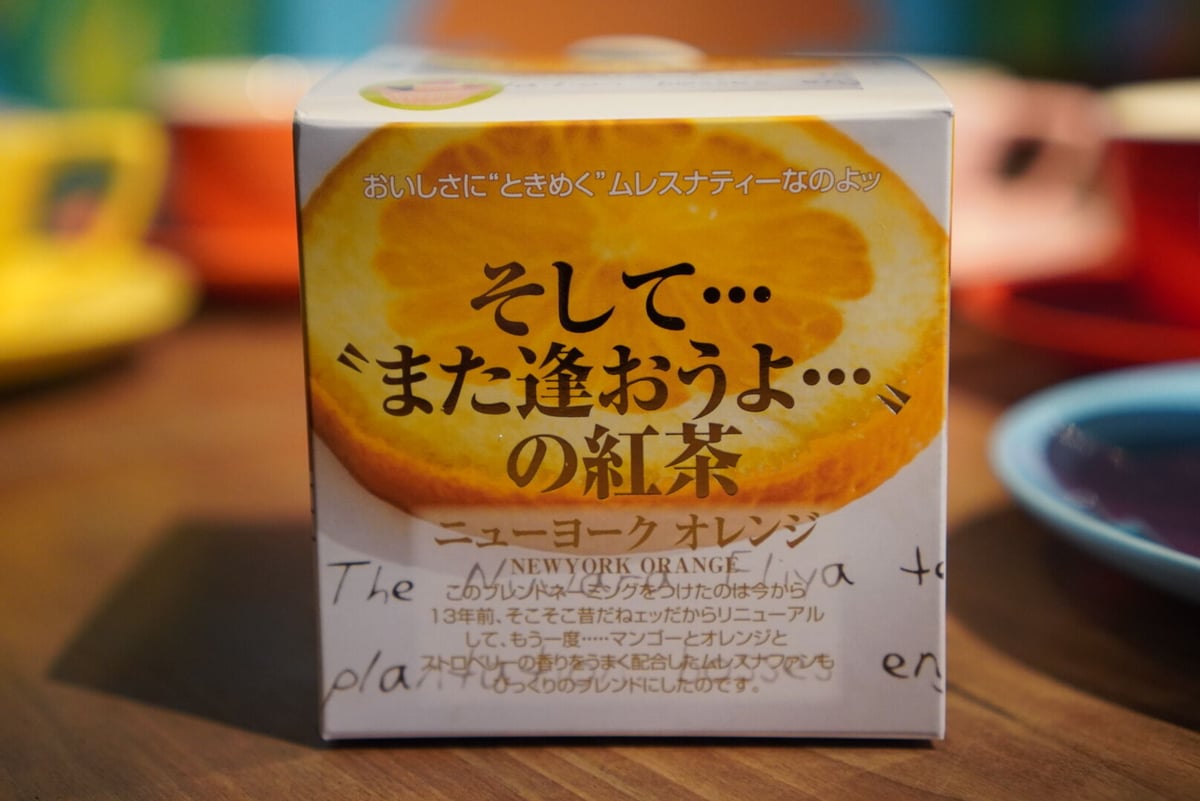 おいしさに"ときめく"ムレスナティーなのよッ
そして…
〝また逢おうよ…〟
の紅茶
ニューヨーク オレンジ
NEWYORK ORANGE
The Nuwara Eliya
このブレンドネーミングをつけたのは今から
13年前、そこそこ昔だねェッだからリニューアル
して、もう一度……マンゴーとオレンジと
ストロベリーの香りをうまく配合したムレスナファンも
びっくりのブレンドにしたのです。